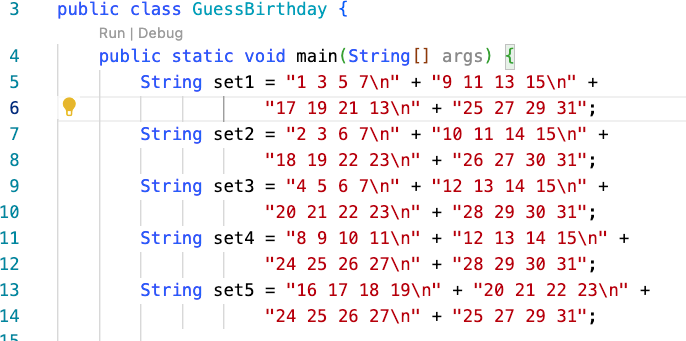 3 public class GuessBirthday {
Run | Debug
4 public static void main(String[] args) {
5 String set1 = "1 3 5 7\n" + "9 11 13 15\n" +
6 "17 19 21 13\n" + "25 27 29 31";
7 String set2 = "2 3 6 7\n" + "10 11 14 15\n" +
8 "18 19 22 23\n" + "26 27 30 31";
9 String set3 = "4 5 6 7\n" + "12 13 14 15\n" +
10 "20 21 22 23\n" + "28 29 30 31";
11 String set4 = "8 9 10 11\n" + "12 13 14 15\n" +
12 "24 25 26 27\n" + "28 29 30 31";
13 String set5 = "16 17 18 19\n" + "20 21 22 23\n" +
14 "24 25 26 27\n" + "25 27 29 31";
15